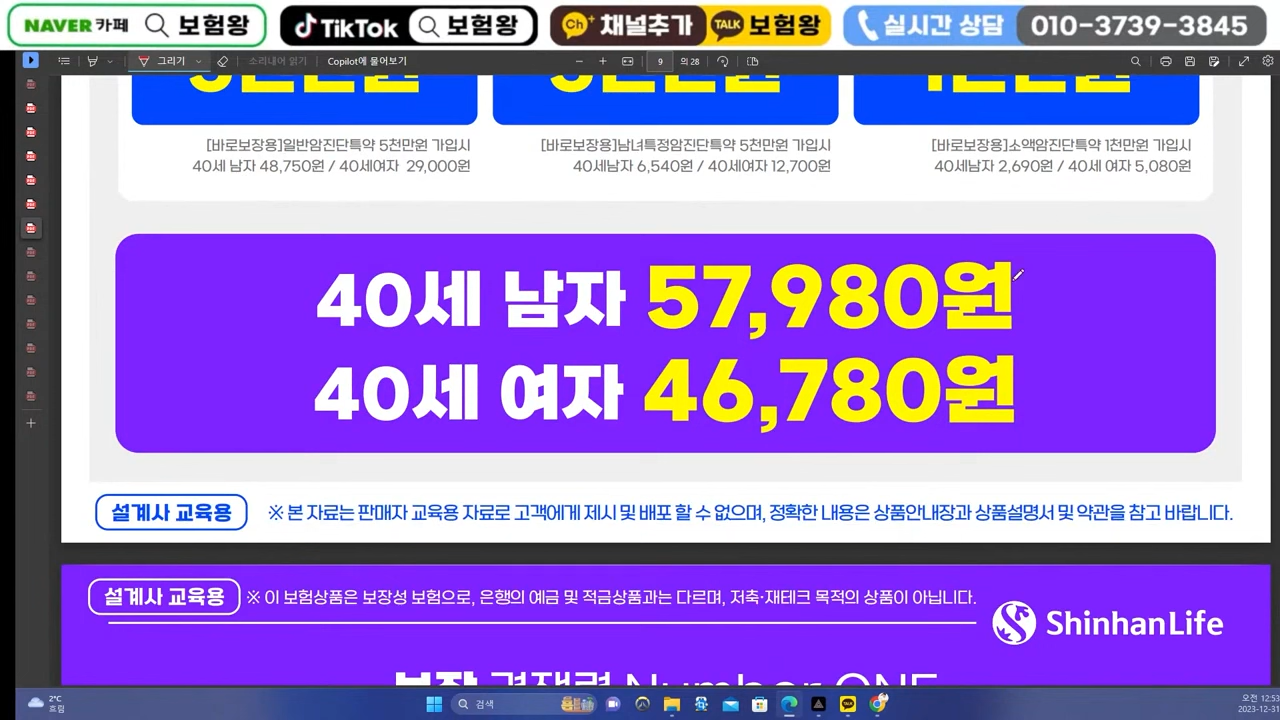 NAVER 카페 보험왕 TikTok 보험왕 Ch+ 채널추가 TALK 보험왕 실시간 상담 010-3739-3845
그리기 소리내어 읽기 Copilot에 물어보기 9 의 28
[바로보장용]일반암진단특약 5천만원 가입시
40세 남자 48,750원 / 40세여자 29,000원
[바로보장용]남녀특정암진단특약 5천만원 가입시
40세남자 6,540원 / 40세여자 12,700원
[바로보장용]소액암진단특약 1천만원 가입시
40세남자 2,690원 / 40세 여자 5,080원
40세 남자 57,980원
40세 여자 46,780원
설계사 교육용 ※ 본 자료는 판매자 교육용 자료로 고객에게 제시 및 배포 할 수 없으며, 정확한 내용은 상품안내장과 상품설명서 및 약관을 참고 바랍니다.
설계사 교육용 ※ 이 보험상품은 보장성 보험으로, 은행의 예금 및 적금상품과는 다르며, 저축·재테크 목적의 상품이 아닙니다.
ShinhanLife
보장 경쟁력 Number ONE
2°C
흐림
검색
오전 12:53
2023-12-31